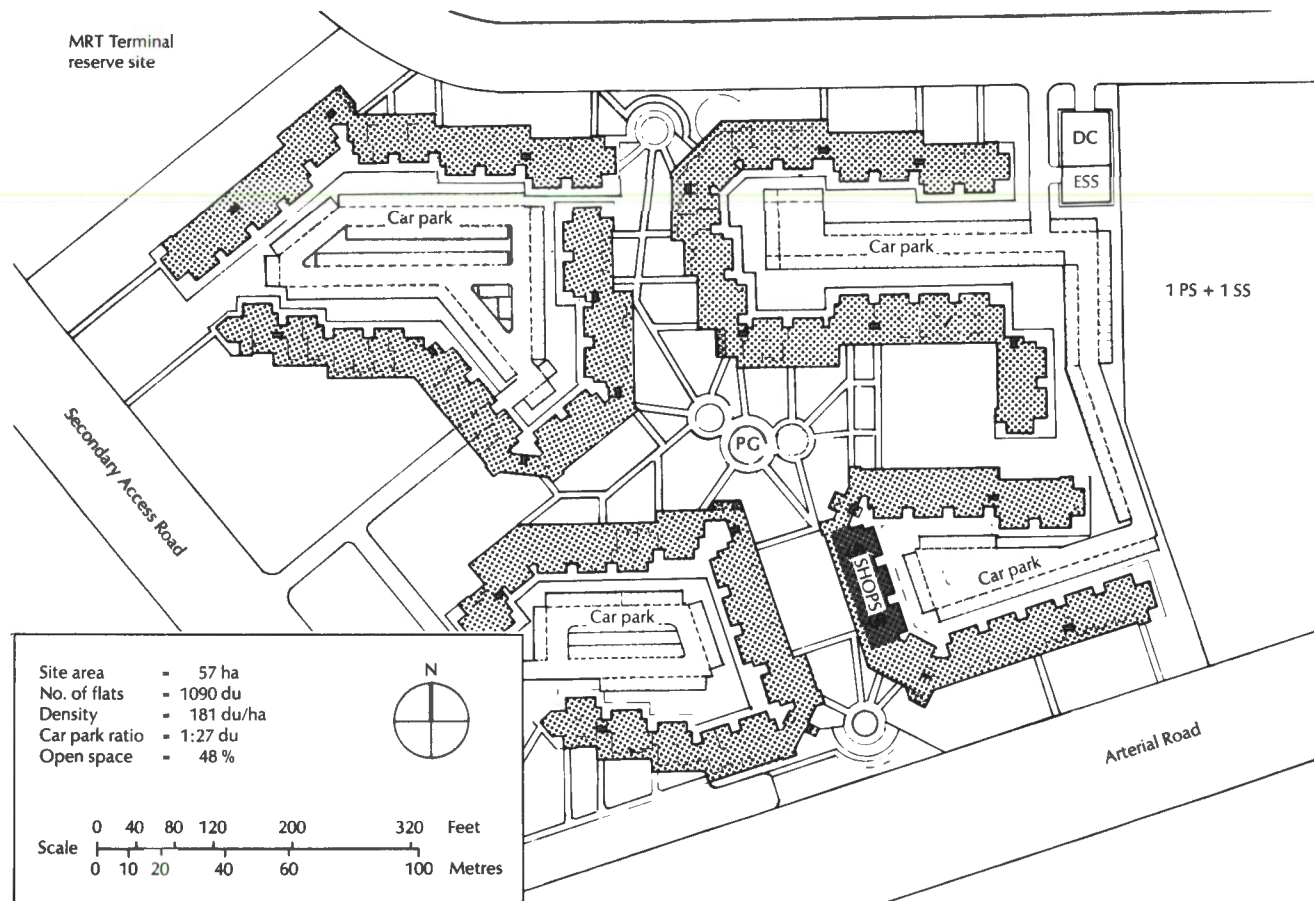 MRT Terminal
reserve site
DC
ESS
Car park
Car park
1 PS + 1 SS
Secondary Access Road
PG
SHOPS
Car park
Car park
Arterial Road
Site area = 57 ha
No. of flats = 1090 du
Density = 181 du/ha
Car park ratio = 1:27 du
Open space = 48 %
N
0 40 80 120 200 320 Feet
Scale
0 10 20 40 60 100 Metres